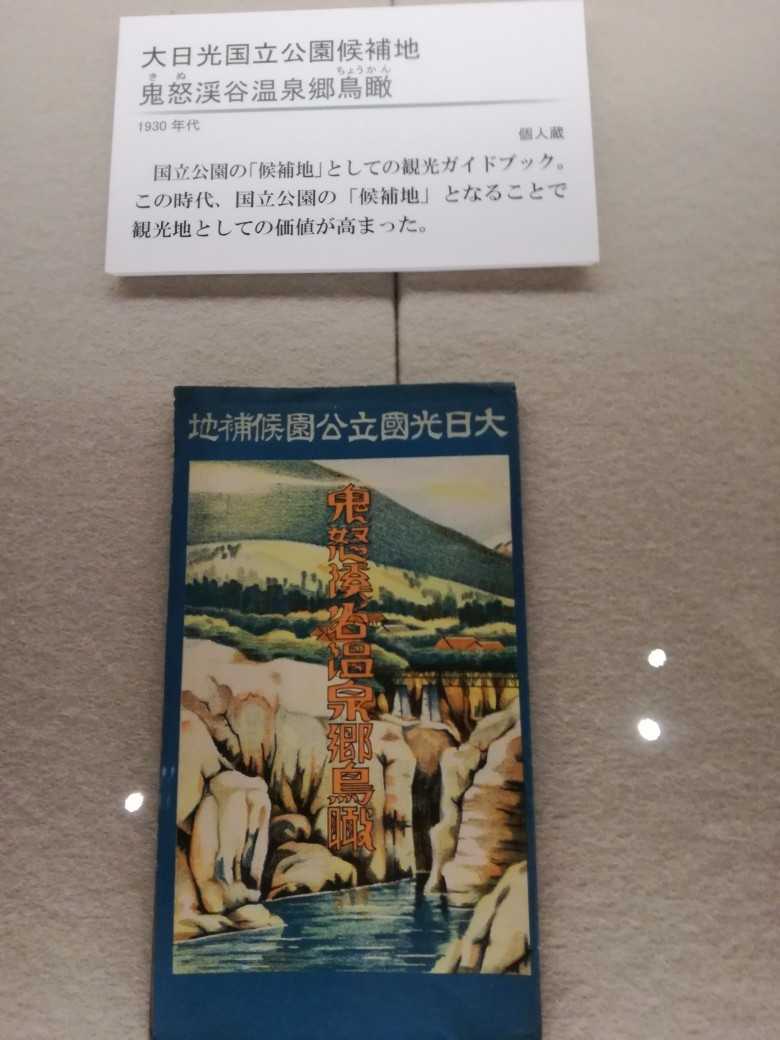 大日光国立公園候補地
きぬ ちょうかん
鬼怒渓谷温泉郷鳥瞰
1930 年代
個人蔵
国立公園の「候補地」としての観光ガイドブック。
この時代、国立公園の「候補地」となることで
観光地としての価値が高まった。
地補候園公立國光日大
鬼怒溪谷温泉郷鳥瞰